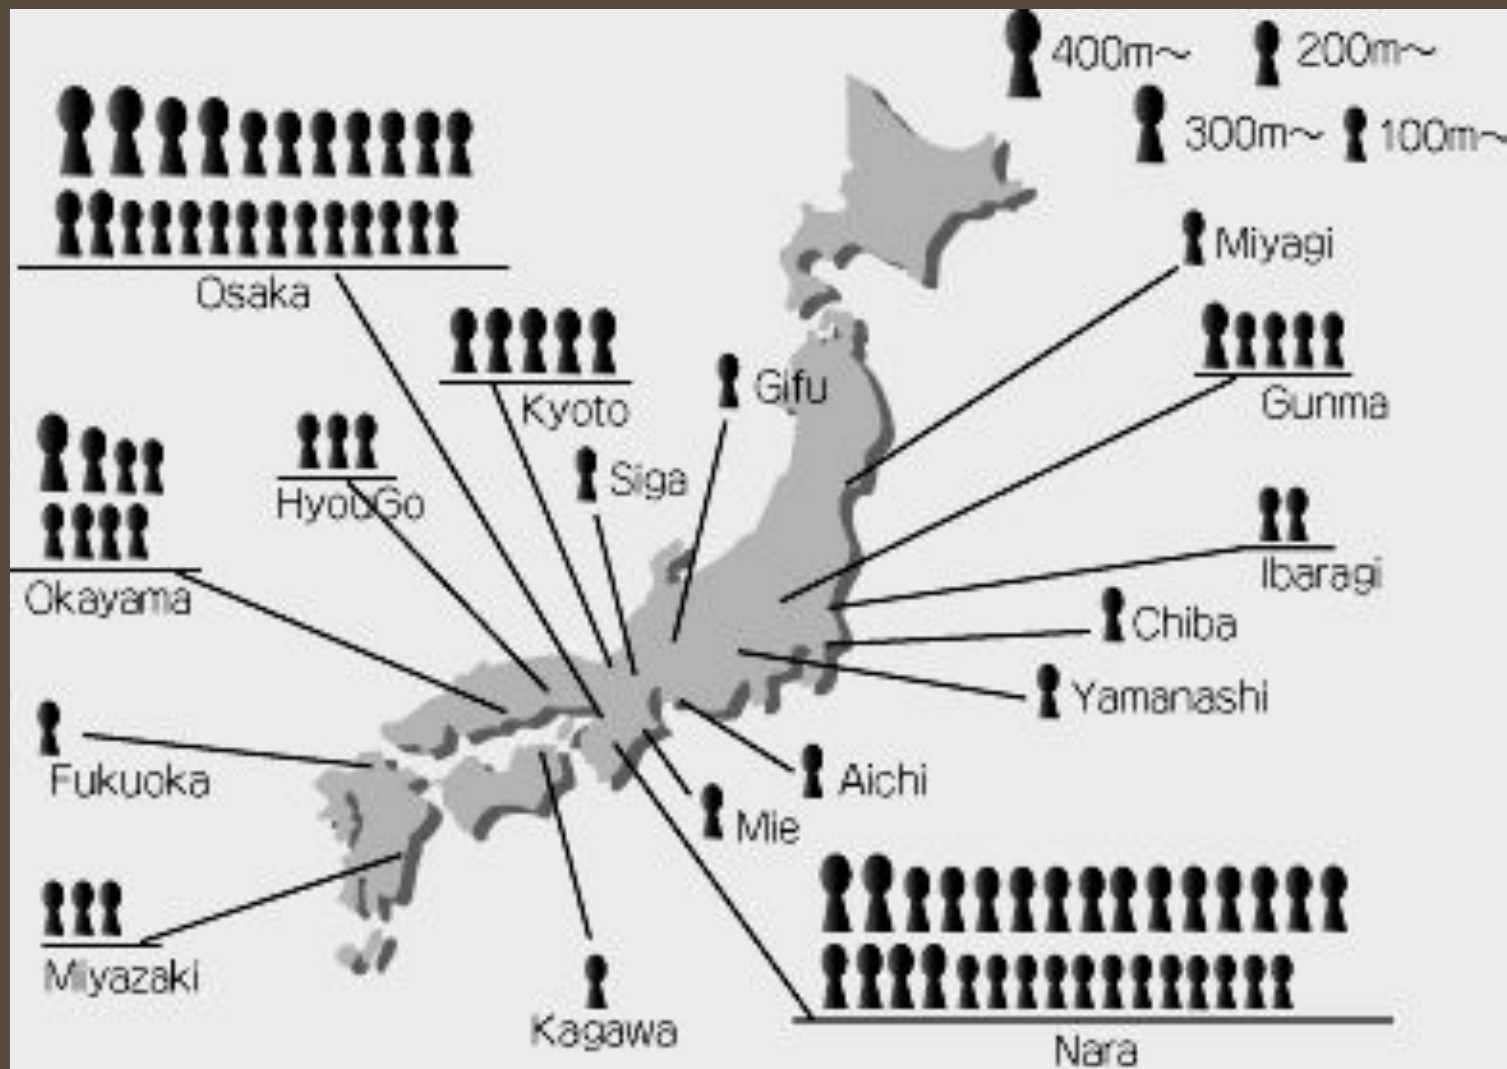 400m～
200m～
300m～
100m～
Osaka
Miyagi
Kyoto
Gifu
Gunma
Siga
HyouGo
Ibaragi
Okayama
Chiba
Yamanashi
Fukuoka
Aichi
Mie
Miyazaki
Kagawa
Nara